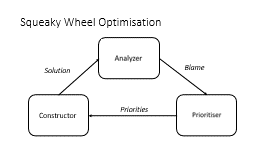 Squeaky Wheel Optimisation
Analyzer
Solution
Blame
Priorities
Constructor
Prioritiser